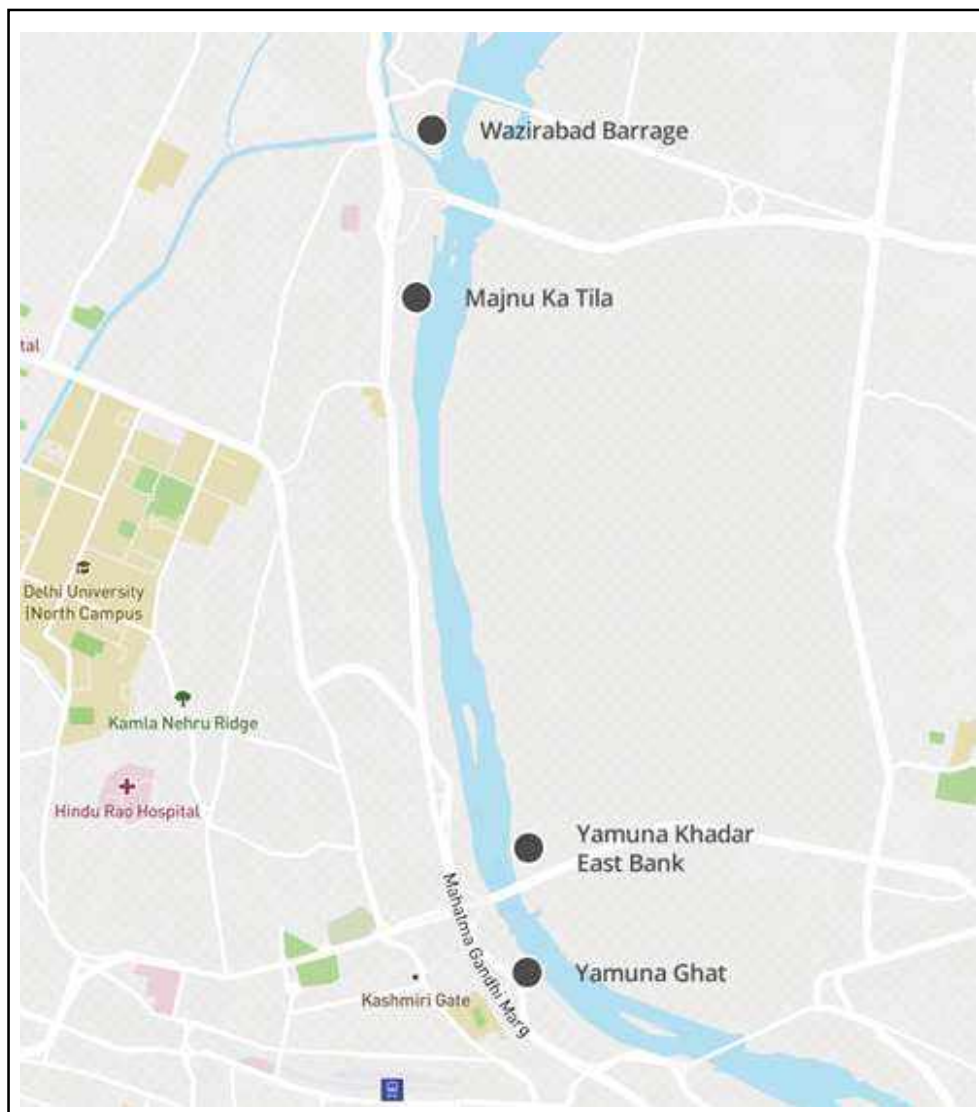 Wazirabad Barrage
Majnu Ka Tila
tal
Delhi University
|North Campus
Kamla Nehru Ridge
Hindu Rao Hospital
Yamuna Khadar
East Bank
Mahatma Gandhi Marg
Yamuna Ghat
Kashmiri Gate